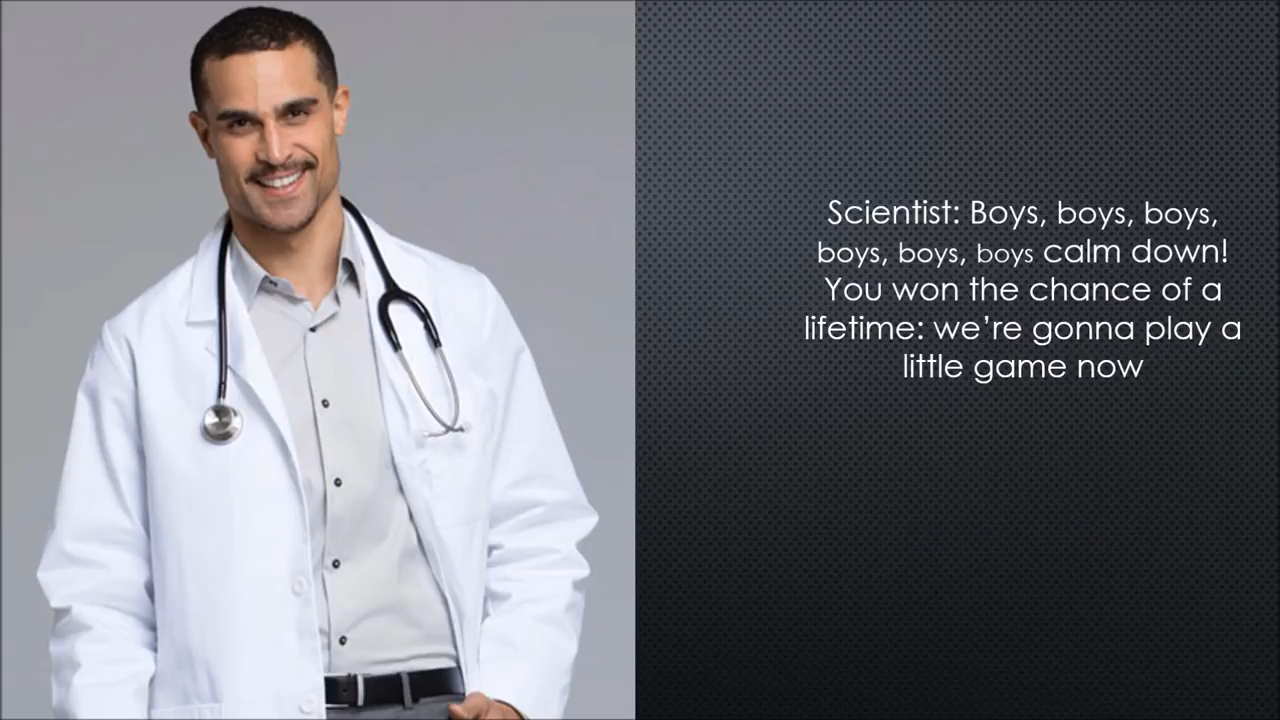 Scientist: Boys, boys, boys,
boys, boys, boys calm down!
You won the chance of a
lifetime: we’re gonna play a
little game now